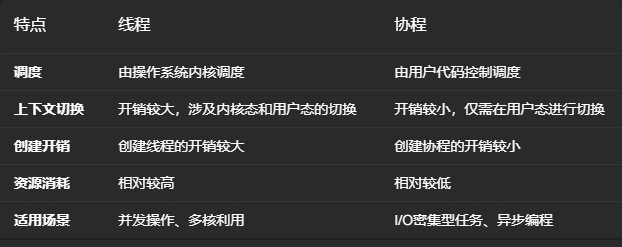 特点 线程 协程
调度 由操作系统内核调度 由用户代码控制调度
上下文切换 开销较大，涉及内核态和用户态的切换 开销较小，仅需在用户态进行切换
创建开销 创建线程的开销较大 创建协程的开销较小
资源消耗 相对较高 相对较低
适用场景 并发操作、多核利用 I/O密集型任务、异步编程